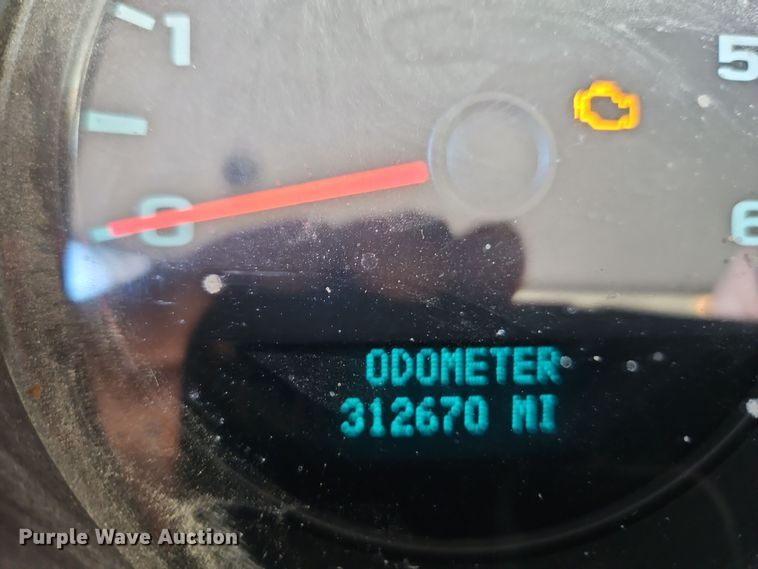 1
5
0
6
ODOMETER
312670 MI
Purple Wave Auction